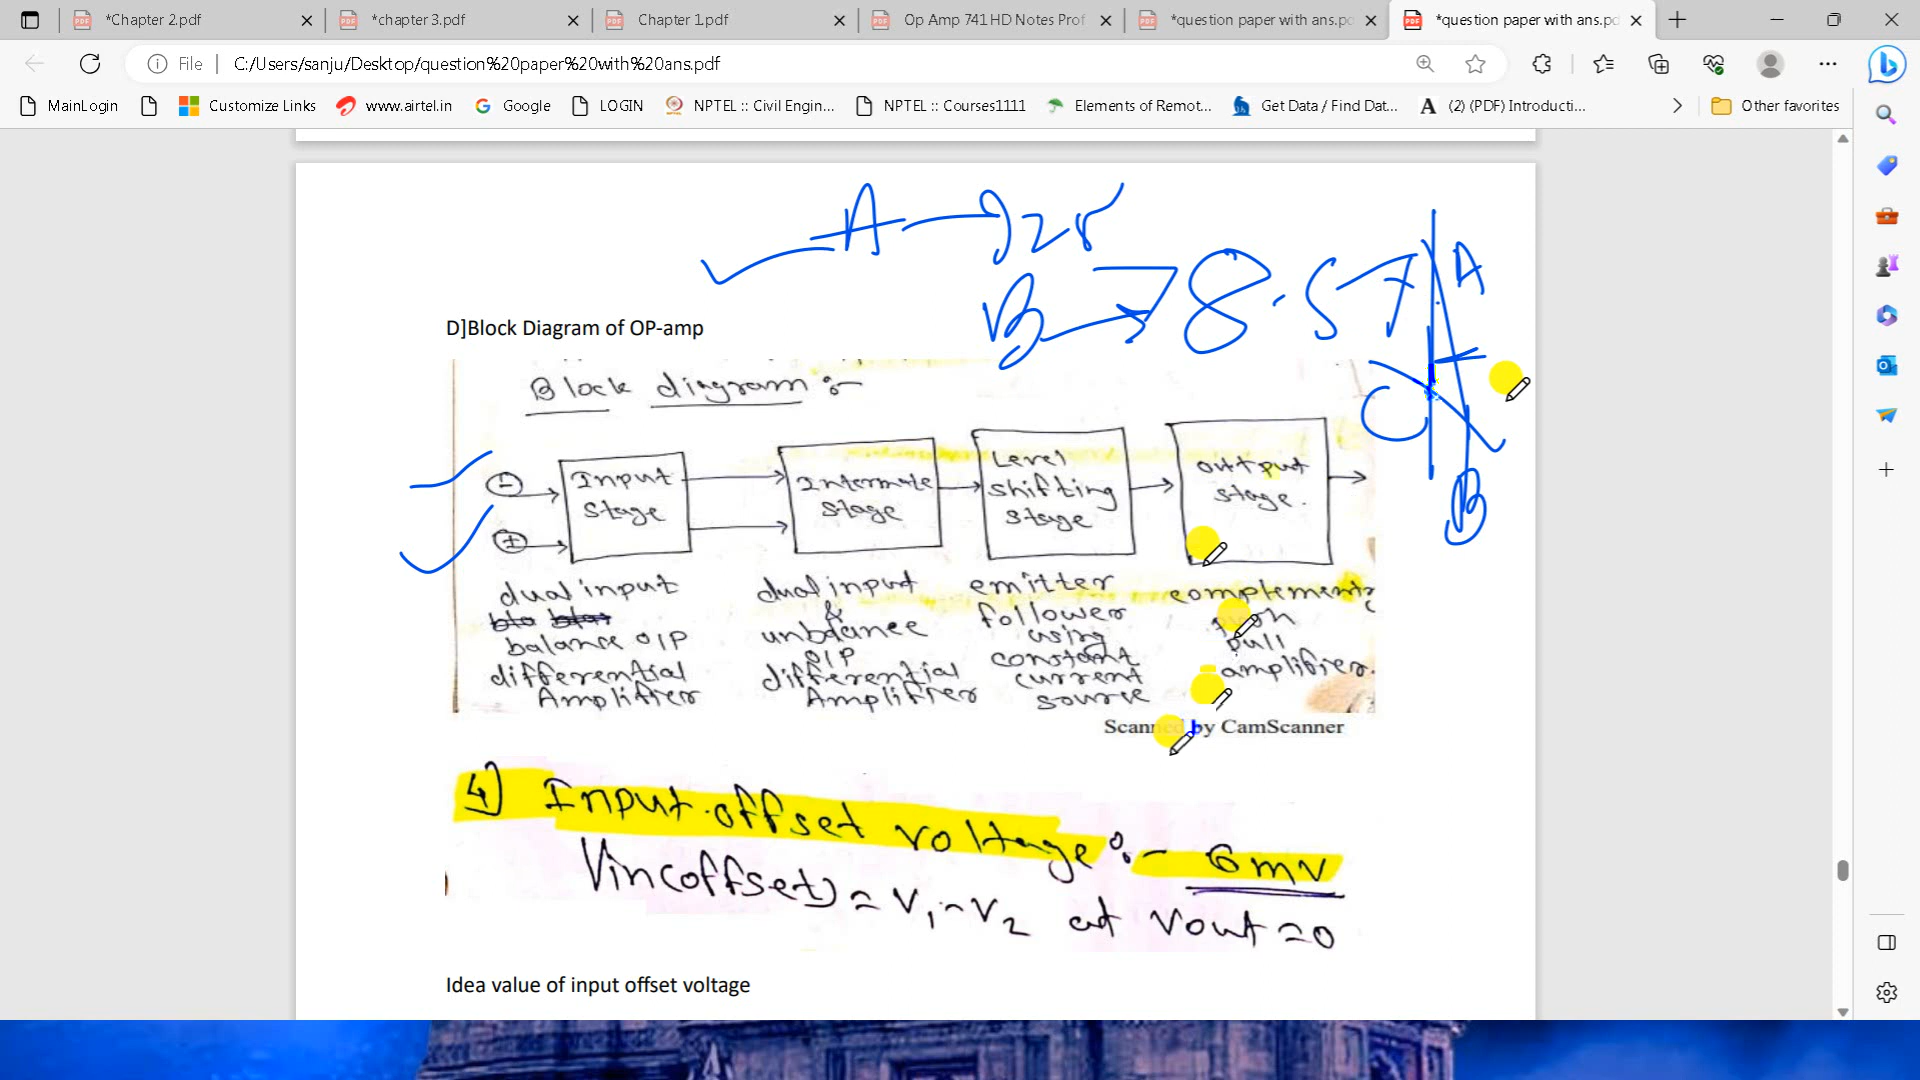 *Chapter 2.pdf
*chapter 3.pdf
Chapter 1.pdf
Op Amp 741 HD Notes Prof
*question paper with ans.pd
*question paper with ans.pd
File
C:/Users/sanju/Desktop/question%20paper%20with%20ans.pdf
MainLogin
Customize Links
www.airtel.in
Google
LOGIN
NPTEL :: Civil Engin...
NPTEL :: Courses1111
Elements of Remot...
Get Data / Find Dat...
(2) (PDF) Introducti...
Other favorites
A
B
8.57
A
C
B
D]Block Diagram of OP-amp
Block diagram :-
Input stage
Intermate stage
Level shifting stage
output stage.
dual input
balance O/P
differential
Amplifier
dual input
&
unbalance
O/P
differential
Amplifier
emitter
follower
using
constant
current
source
pull
amplifier.
Scanned by CamScanner
4) Input offset voltage :- 6mv
Vin(offset) = V1-V2 at Vout=0
Idea value of input offset voltage